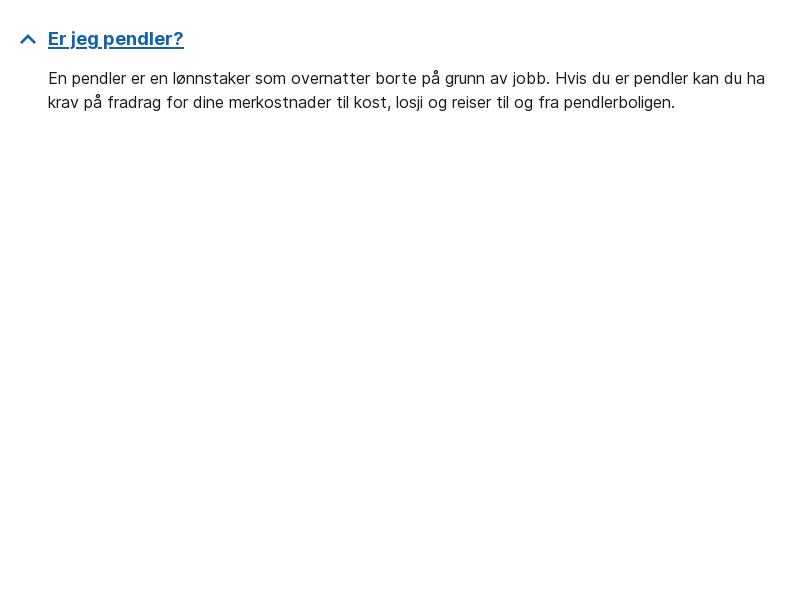 Er jeg pendler?
En pendler er en lønnstaker som overnatter borte på grunn av jobb. Hvis du er pendler kan du ha
krav på fradrag for dine merkostnader til kost, losji og reiser til og fra pendlerboligen.